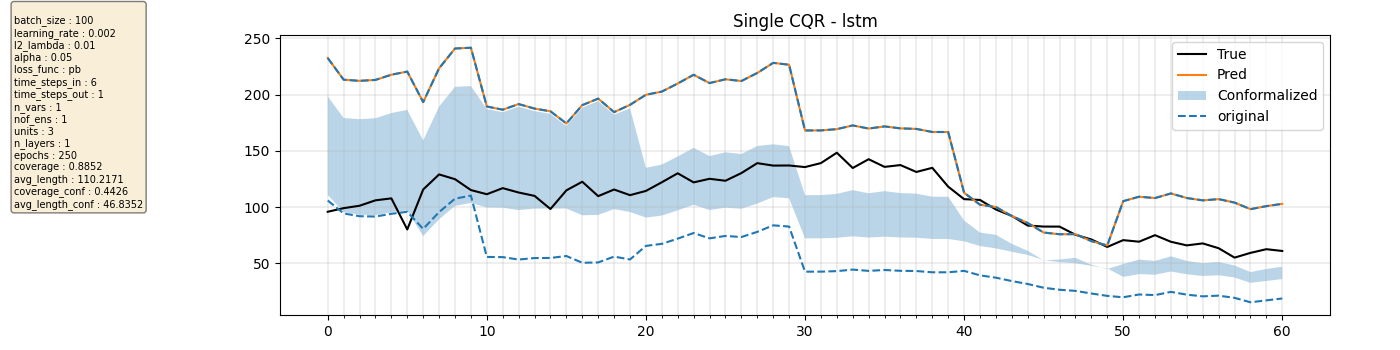 batch_size : 100
learning_rate : 0.002
l2_lambda : 0.01
alpha : 0.05
loss_func : pb
time_steps_in : 6
time_steps_out : 1
n_vars : 1
nof_ens : 1
units : 3
n_layers : 1
epochs : 250
coverage : 0.8852
avg_length : 110.2171
coverage_conf : 0.4426
avg_length_conf : 46.8352
Single CQR - lstm
250
200
150
100
50
True
Pred
Conformalized
original
0 10 20 30 40 50 60